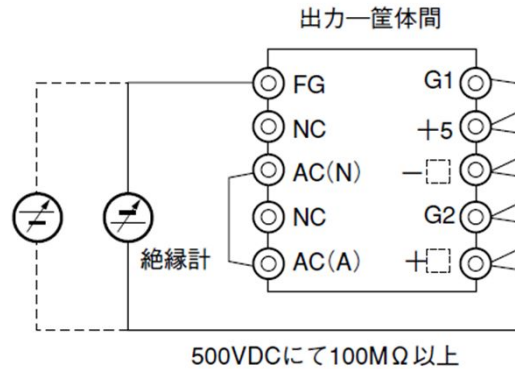 出力―筐体間
FG
G1
NC
+5
AC(N)
−
NC
G2
絶縁計
AC(A)
+
500VDCにて100MΩ以上